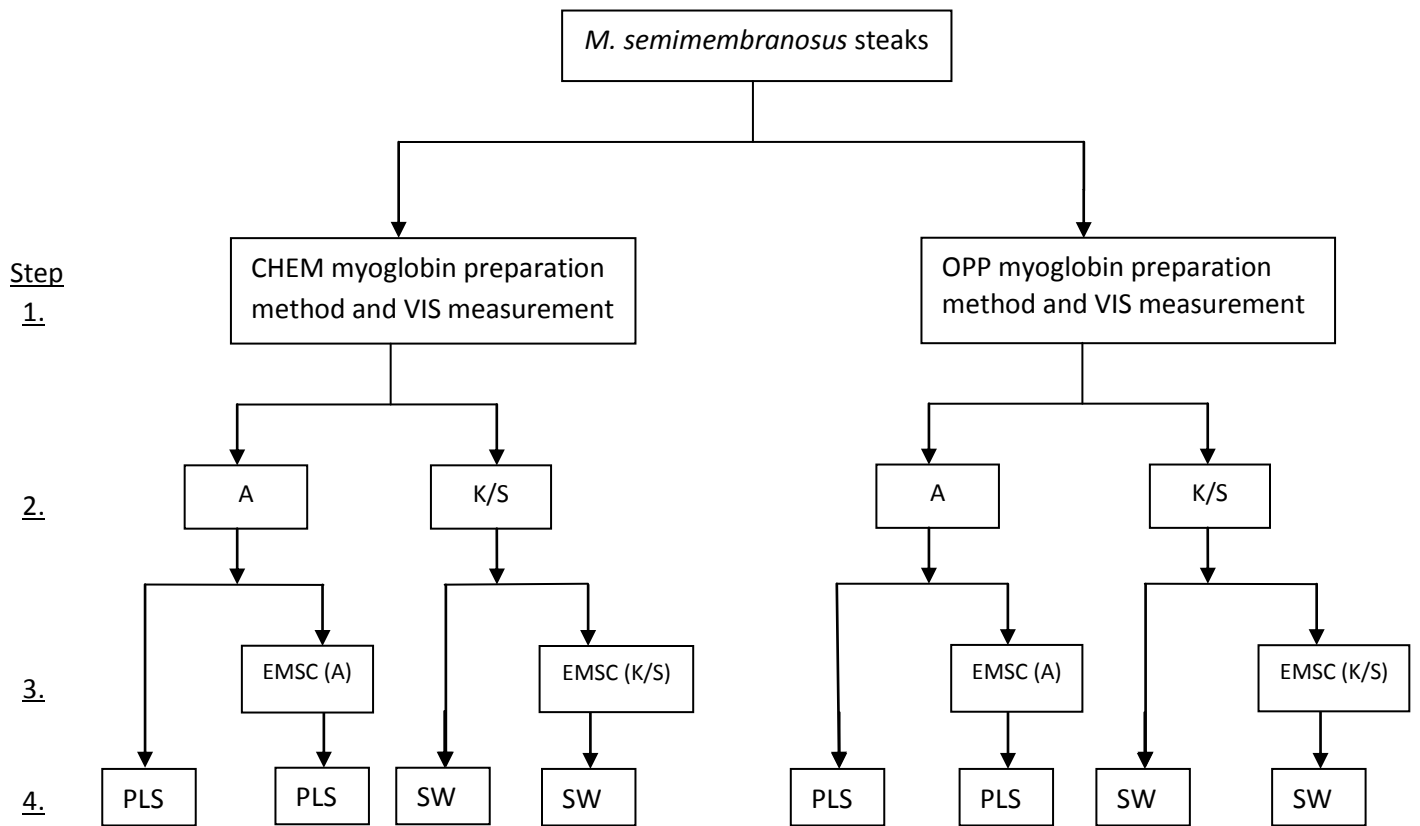 M. semimembranosus steaks
Step
1.
CHEM myoglobin preparation
method and VIS measurement
OPP myoglobin preparation
method and VIS measurement
2.
A
K/S
A
K/S
3.
EMSC (A)
EMSC (K/S)
EMSC (A)
EMSC (K/S)
4.
PLS
PLS
SW
SW
PLS
PLS
SW
SW